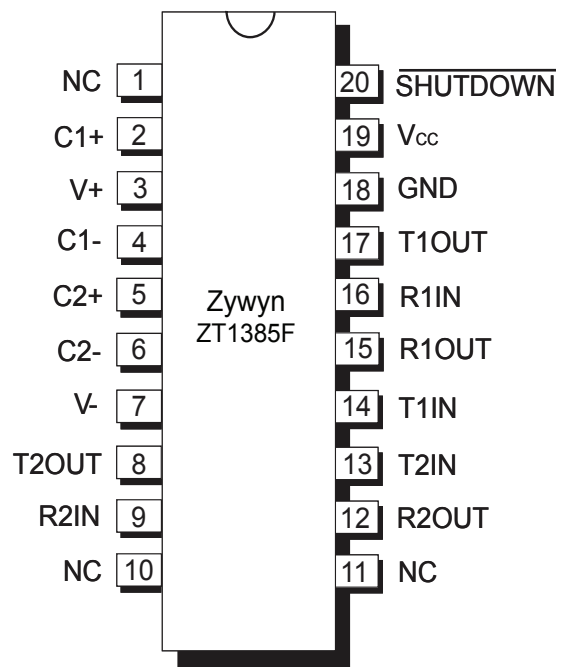 NC 1
C1+ 2
V+ 3
C1- 4
C2+ 5
C2- 6
V- 7
T2OUT 8
R2IN 9
NC 10
Zywyn
ZT1385F
20 SHUTDOWN
19 Vcc
18 GND
17 T1OUT
16 R1IN
15 R1OUT
14 T1IN
13 T2IN
12 R2OUT
11 NC